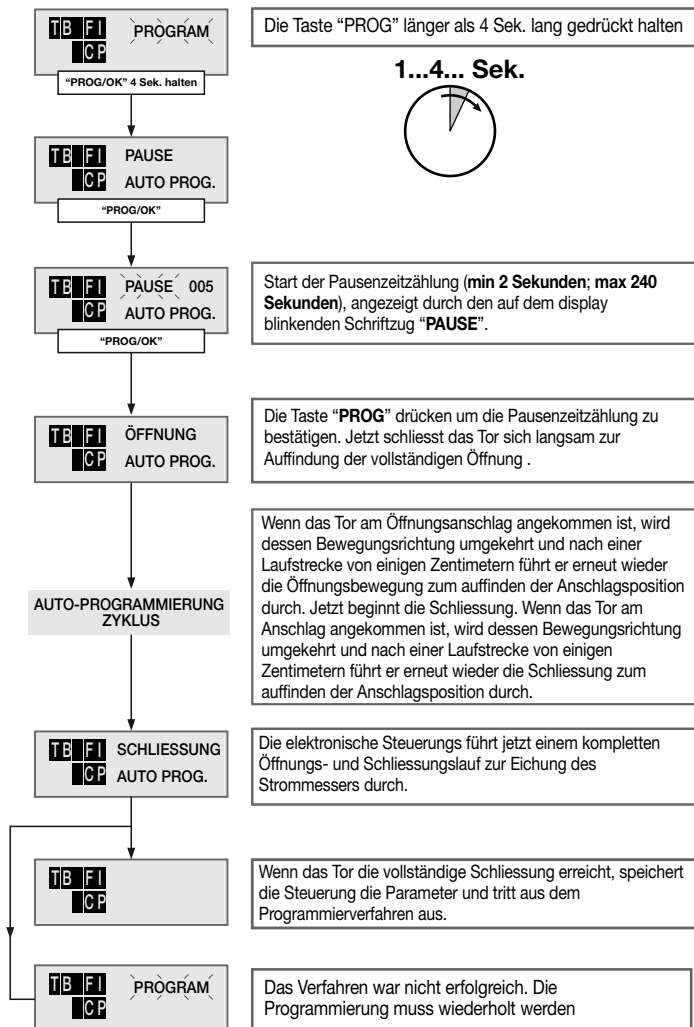 TB FI PROGRAM
CP
Die Taste “PROG” länger als 4 Sek. lang gedrückt halten
“PROG/OK” 4 Sek. halten
1...4... Sek.
TB FI PAUSE
CP AUTO PROG.
“PROG/OK”
TB FI PAUSE 005
CP AUTO PROG.
“PROG/OK”
Start der Pausenzeitzählung (min 2 Sekunden; max 240
Sekunden), angezeigt durch den auf dem display
blinkenden Schriftzug “PAUSE”.
TB FI ÖFFNUNG
CP AUTO PROG.
Die Taste “PROG” drücken um die Pausenzeitzählung zu
bestätigen. Jetzt schliesst das Tor sich langsam zur
Auffindung der vollständigen Öffnung .
AUTO-PROGRAMMIERUNG
ZYKLUS
Wenn das Tor am Öffnungsanschlag angekommen ist, wird
dessen Bewegungsrichtung umgekehrt und nach einer
Laufstrecke von einigen Zentimetern führt er erneut wieder
die Öffnungsbewegung zum auffinden der Anschlagsposition
durch. Jetzt beginnt die Schliessung. Wenn das Tor am
Anschlag angekommen ist, wird dessen Bewegungsrichtung
umgekehrt und nach einer Laufstrecke von einigen
Zentimetern führt er erneut wieder die Schliessung zum
auffinden der Anschlagsposition durch.
TB FI SCHLIESSUNG
CP AUTO PROG.
Die elektronische Steuerungs führt jetzt einem kompletten
Öffnungs- und Schliessungslauf zur Eichung des
Strommessers durch.
TB FI
CP
Wenn das Tor die vollständige Schliessung erreicht, speichert
die Steuerung die Parameter und tritt aus dem
Programmierverfahren aus.
TB FI PROGRAM
CP
Das Verfahren war nicht erfolgreich. Die
Programmierung muss wiederholt werden